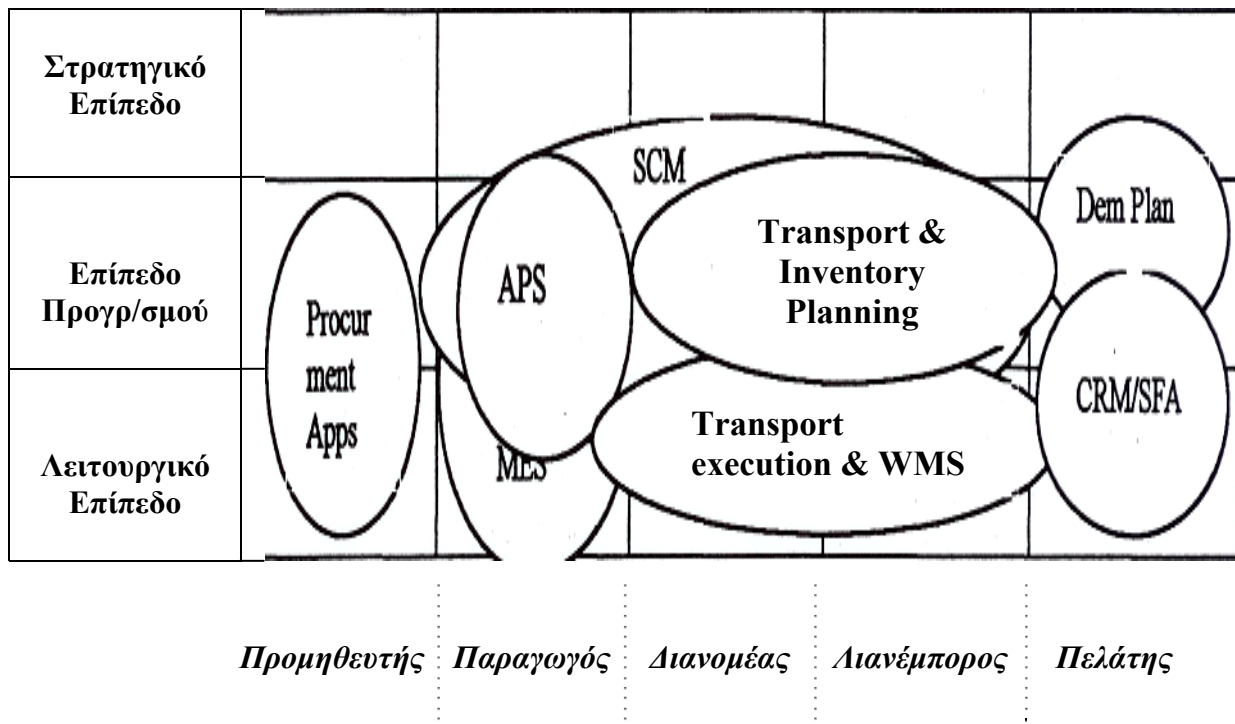 Στρατηγικό
Επίπεδο
SCM
Dem Plan
Επίπεδο
Προγρ/σμού
Procur
ment
Apps
APS
Transport &
Inventory
Planning
CRM/SFA
Λειτουργικό
Επίπεδο
MES
Transport
execution & WMS
Προμηθευτής
Παραγωγός
Διανομέας
Λιανέμπορος
Πελάτης